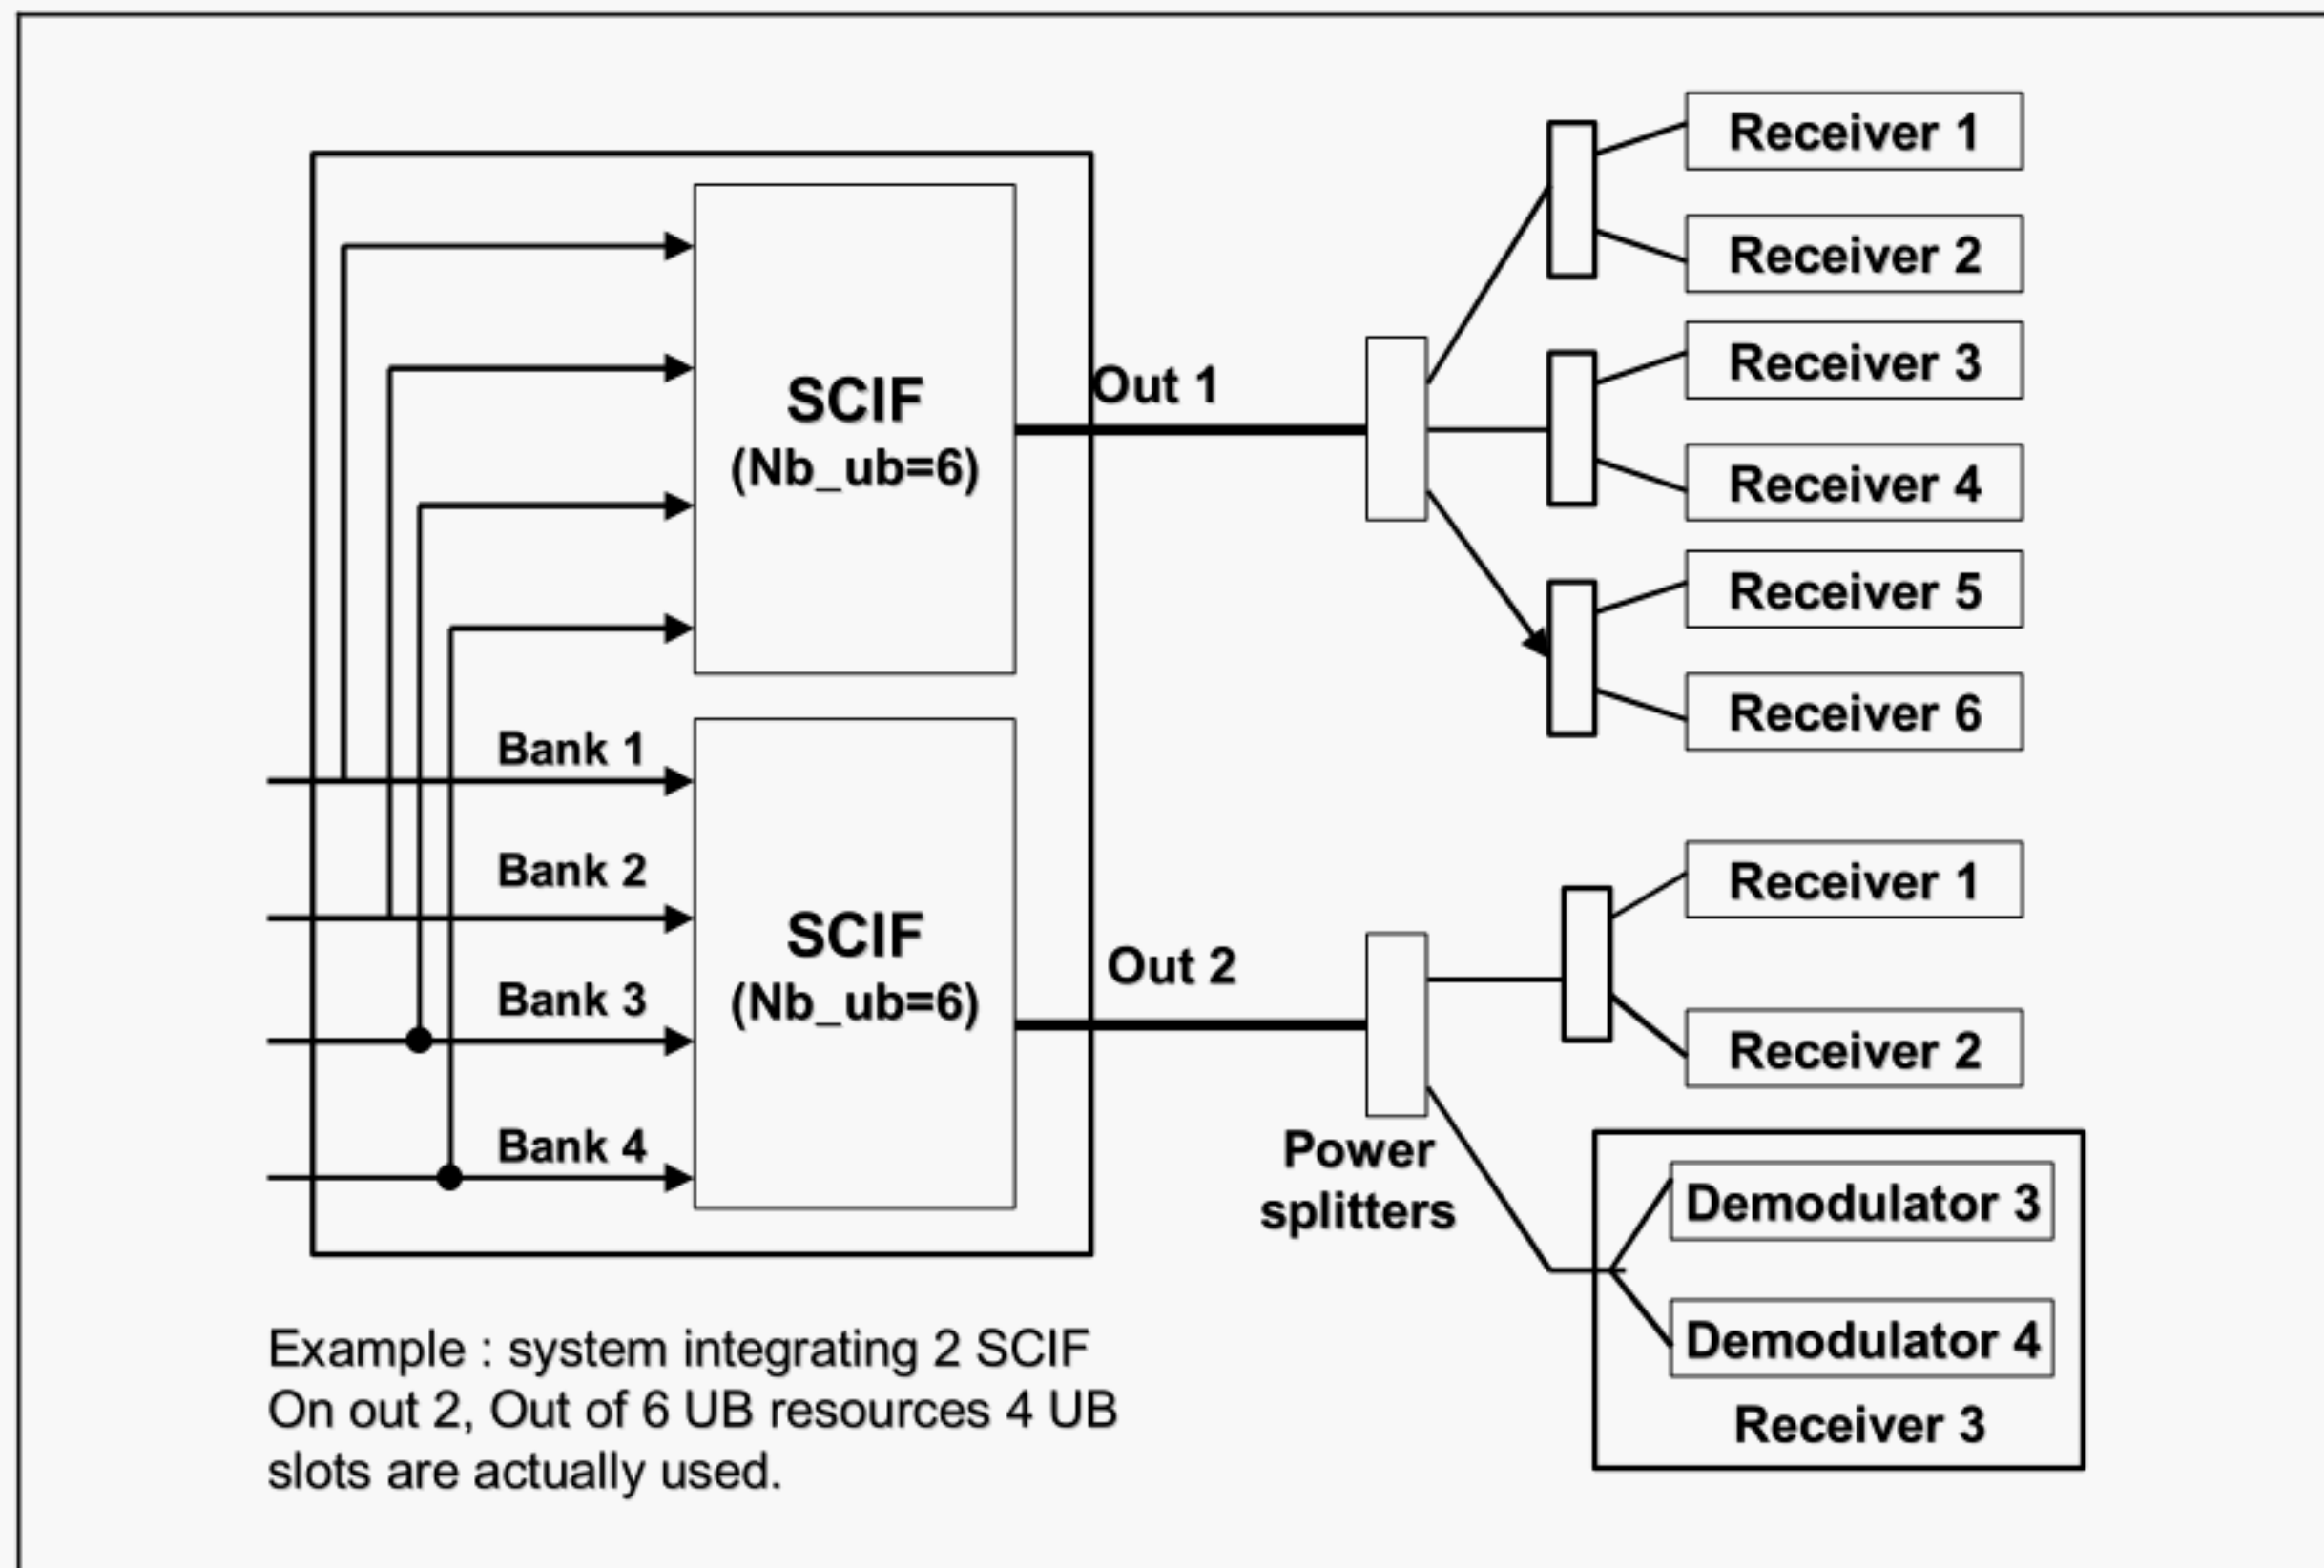 Receiver 1
Receiver 2
Receiver 3
Receiver 4
Receiver 5
Receiver 6
SCIF
(Nb_ub=6)
Out 1
Bank 1
Bank 2
Bank 3
Bank 4
SCIF
(Nb_ub=6)
Out 2
Receiver 1
Receiver 2
Power
splitters
Demodulator 3
Demodulator 4
Receiver 3
Example : system integrating 2 SCIF
On out 2, Out of 6 UB resources 4 UB
slots are actually used.